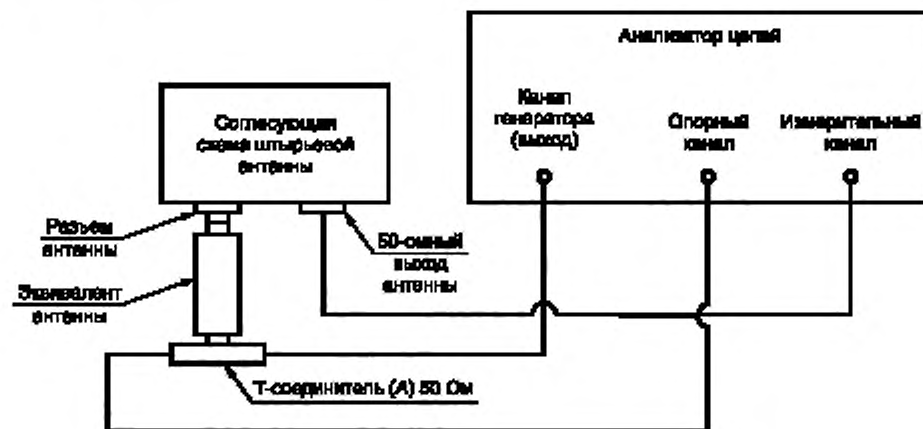 Анализатор цепей
Канал
генератора
(выход)
Опорный
канал
Измерительный
канал
Согласующая
схема штыревой
антенны
Разъем
антенны
50-омный
выход
антенны
Эквивалент
антенны
Т-соединитель (А) 50 Ом